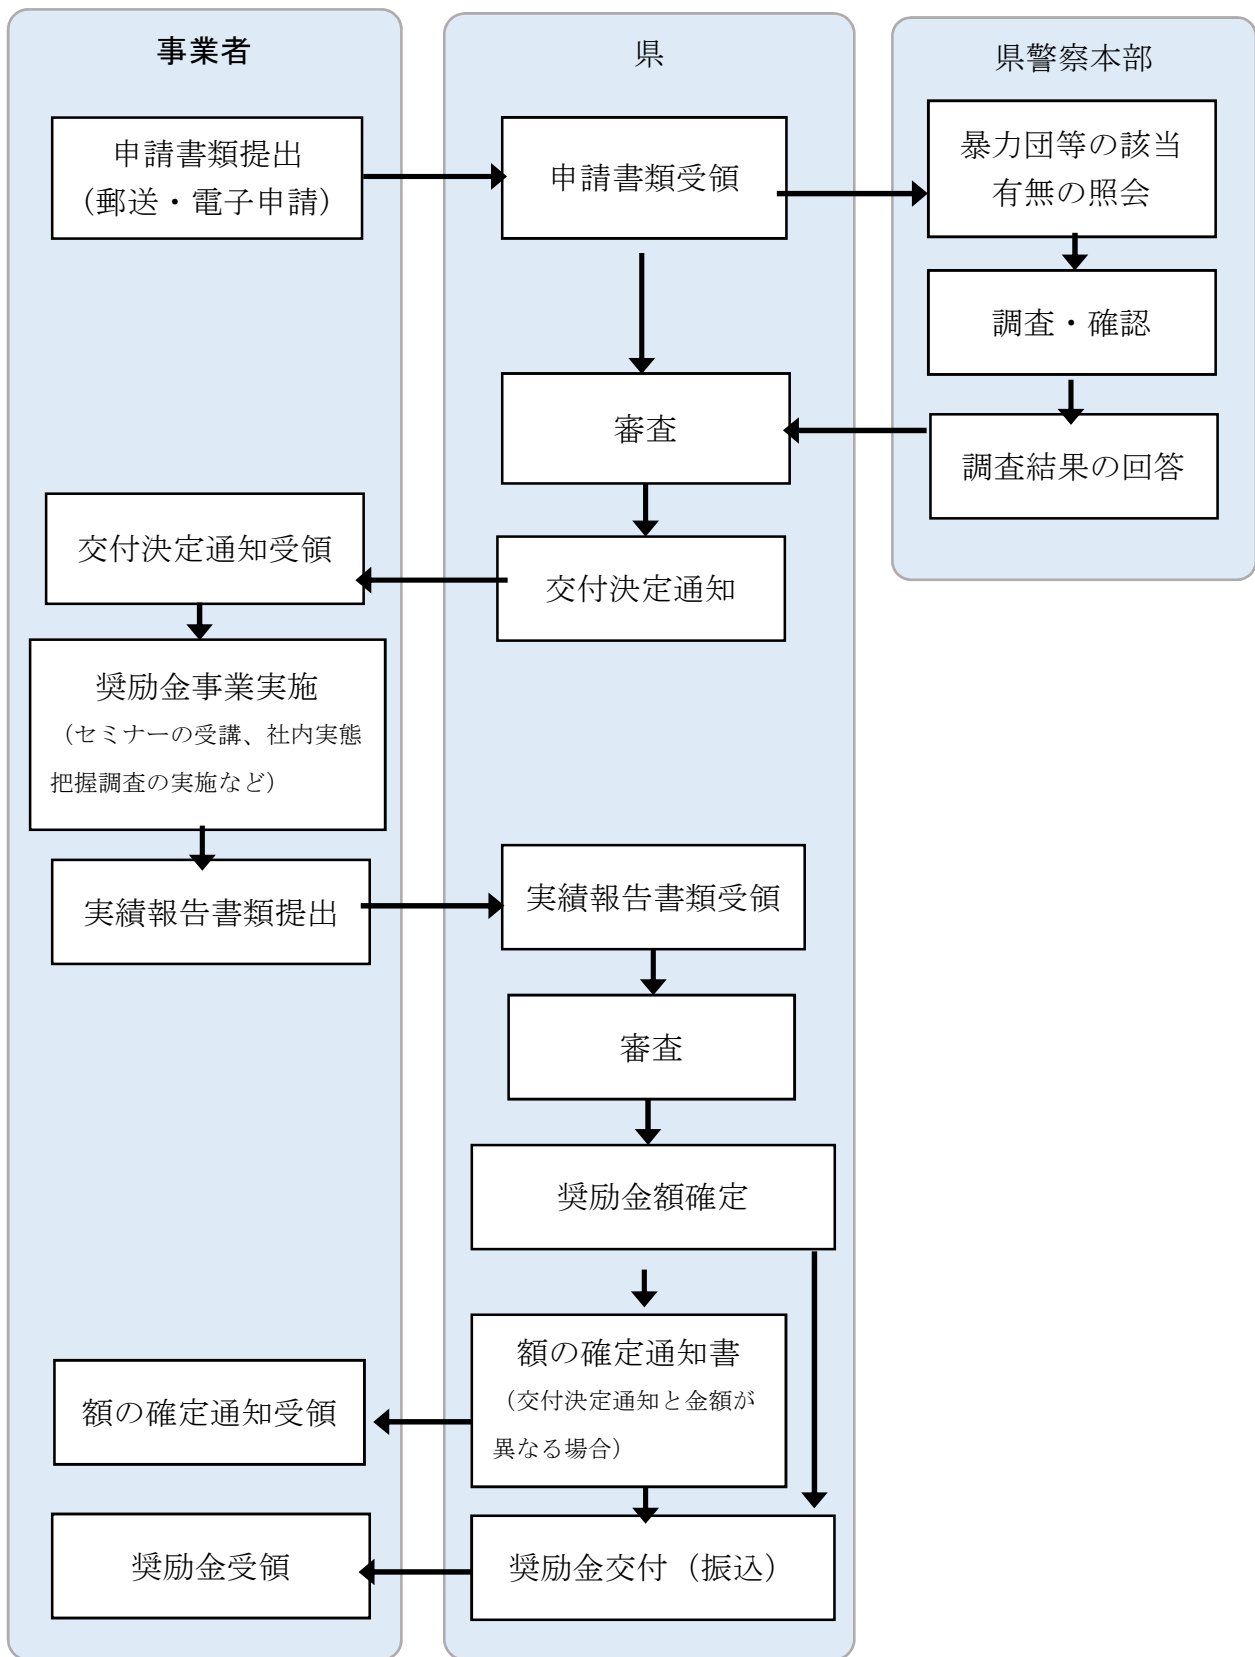 事業者
県
県警察本部
申請書類提出
（郵送・電子申請）
申請書類受領
暴力団等の該当
有無の照会
調査・確認
審査
調査結果の回答
交付決定通知受領
交付決定通知
奨励金事業実施
（セミナーの受講、社内実態
把握調査の実施など）
実績報告書類提出
実績報告書類受領
審査
奨励金額確定
額の確定通知書
（交付決定通知と金額が
異なる場合）
額の確定通知受領
奨励金受領
奨励金交付（振込）